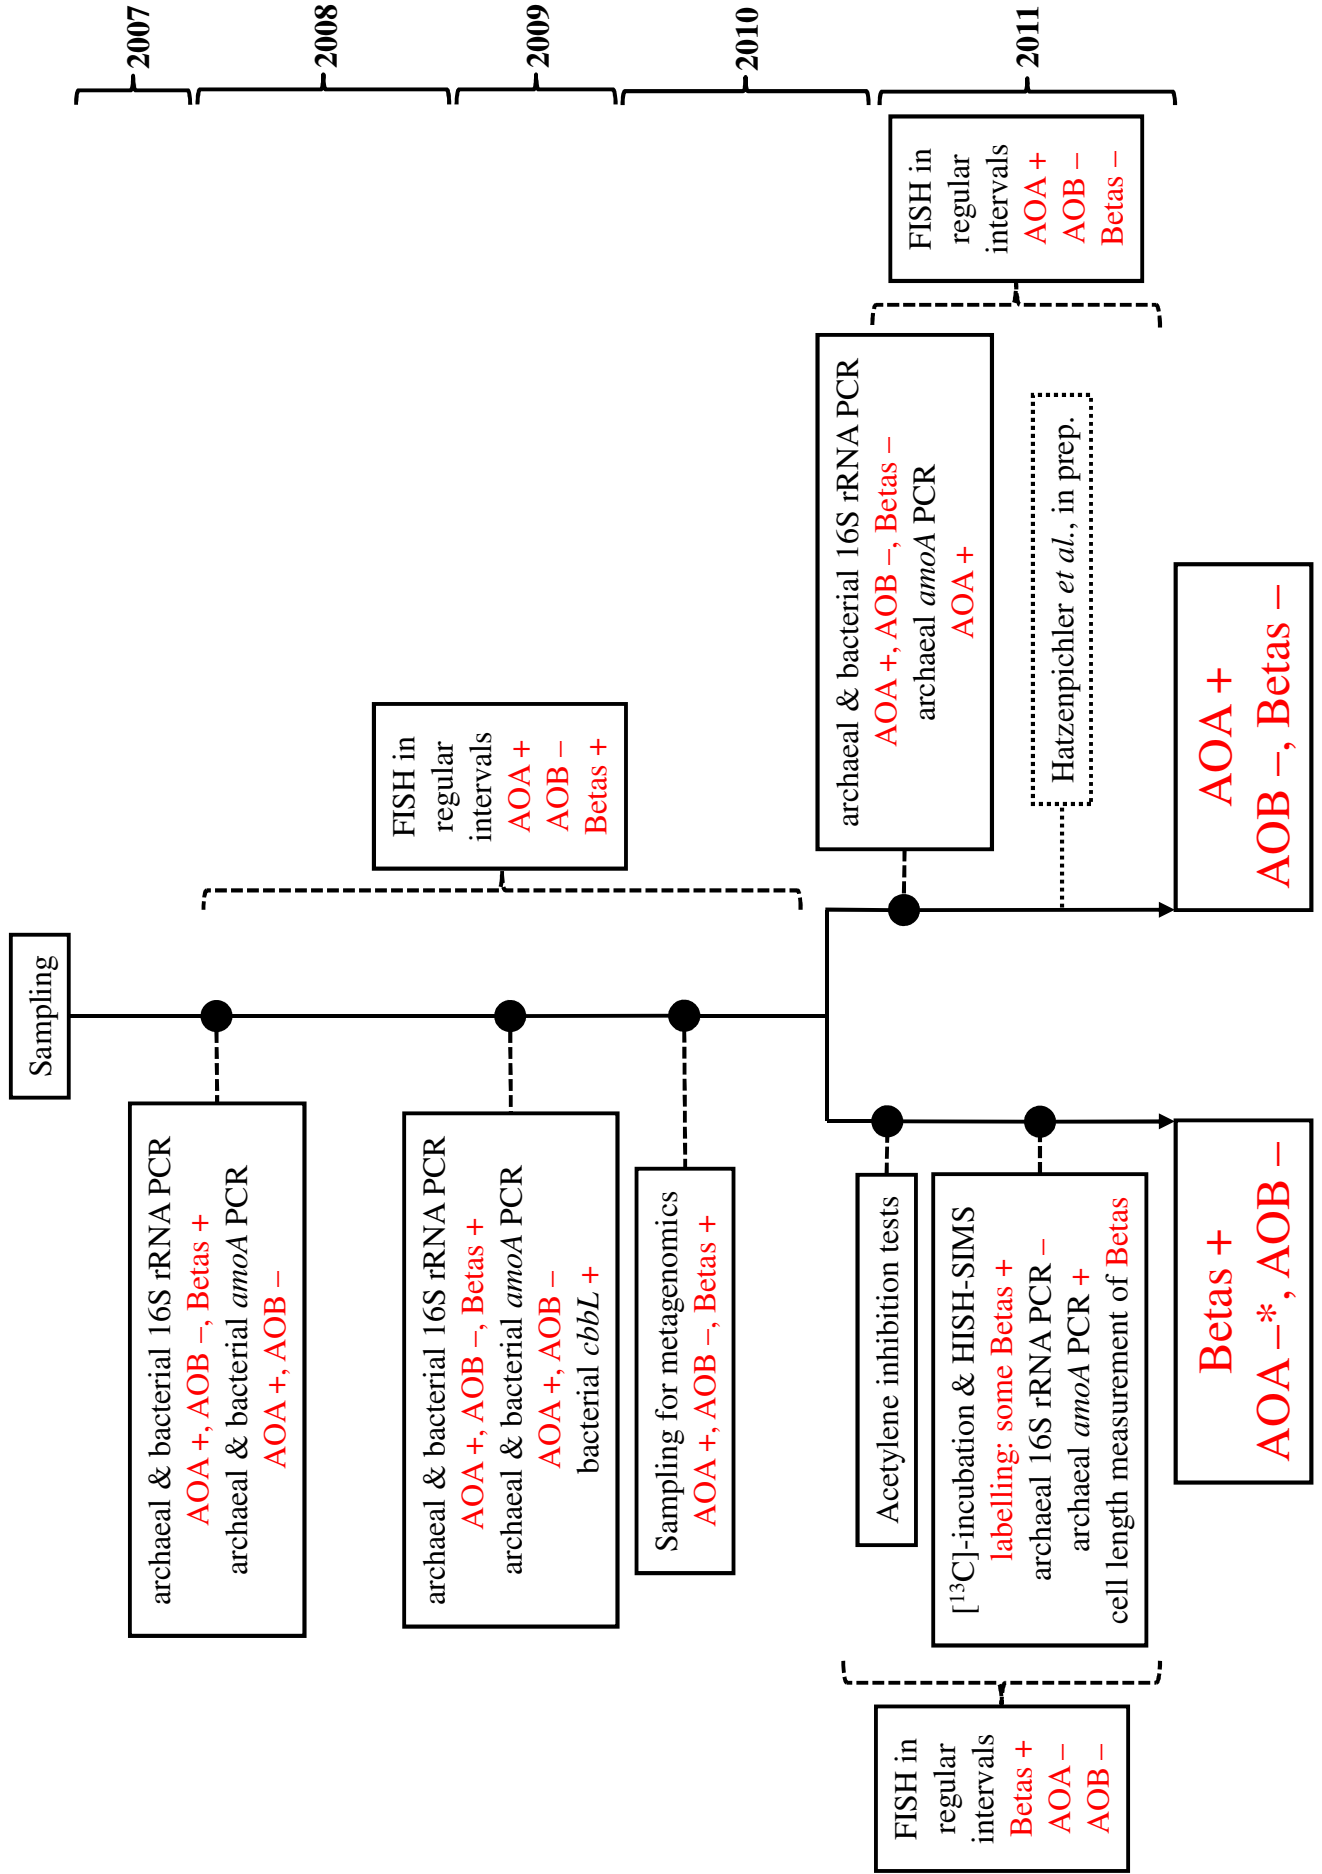 Sampling
2007
2008
2009
2010
2011
archaeal & bacterial 16S rRNA PCR
AOA +, AOB –, Betas +
archaeal & bacterial amoA PCR
AOA +, AOB –
FISH in
regular
intervals
AOA +
AOB –
Betas +
archaeal & bacterial 16S rRNA PCR
AOA +, AOB –, Betas +
archaeal & bacterial amoA PCR
AOA +, AOB –
bacterial cbbL +
Sampling for metagenomics
AOA +, AOB –, Betas +
archaeal & bacterial 16S rRNA PCR
AOA +, AOB –, Betas –
archaeal amoA PCR
AOA +
FISH in
regular
intervals
AOA +
AOB –
Betas –
Acetylene inhibition tests
[13C]-incubation & HISH-SIMS
labelling: some Betas +
archaeal 16S rRNA PCR –
archaeal amoA PCR +
cell length measurement of Betas
FISH in
regular
intervals
Betas +
AOA –
AOB –
Hatzenpichler et al., in prep.
Betas +
AOA –*, AOB –
AOA +
AOB –, Betas –